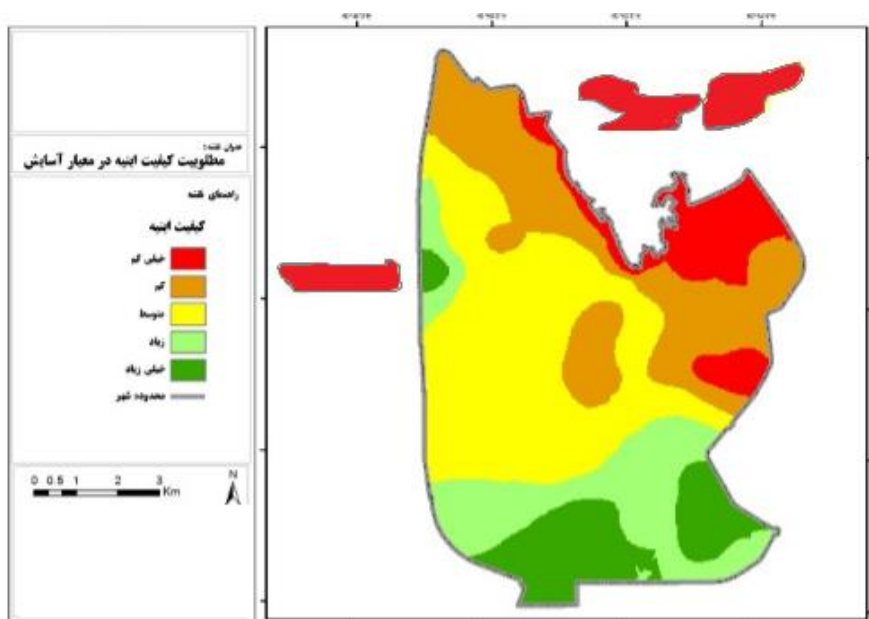 عنوان نقشه:
مطلوبیت کیفیت ابنیه در معیار آسایش
راهنمای نقشه
کیفیت ابنیه
خیلی کم
کم
متوسط
زیاد
خیلی زیاد
محدوده شهر
0 0.5 1 2 3
Km
N